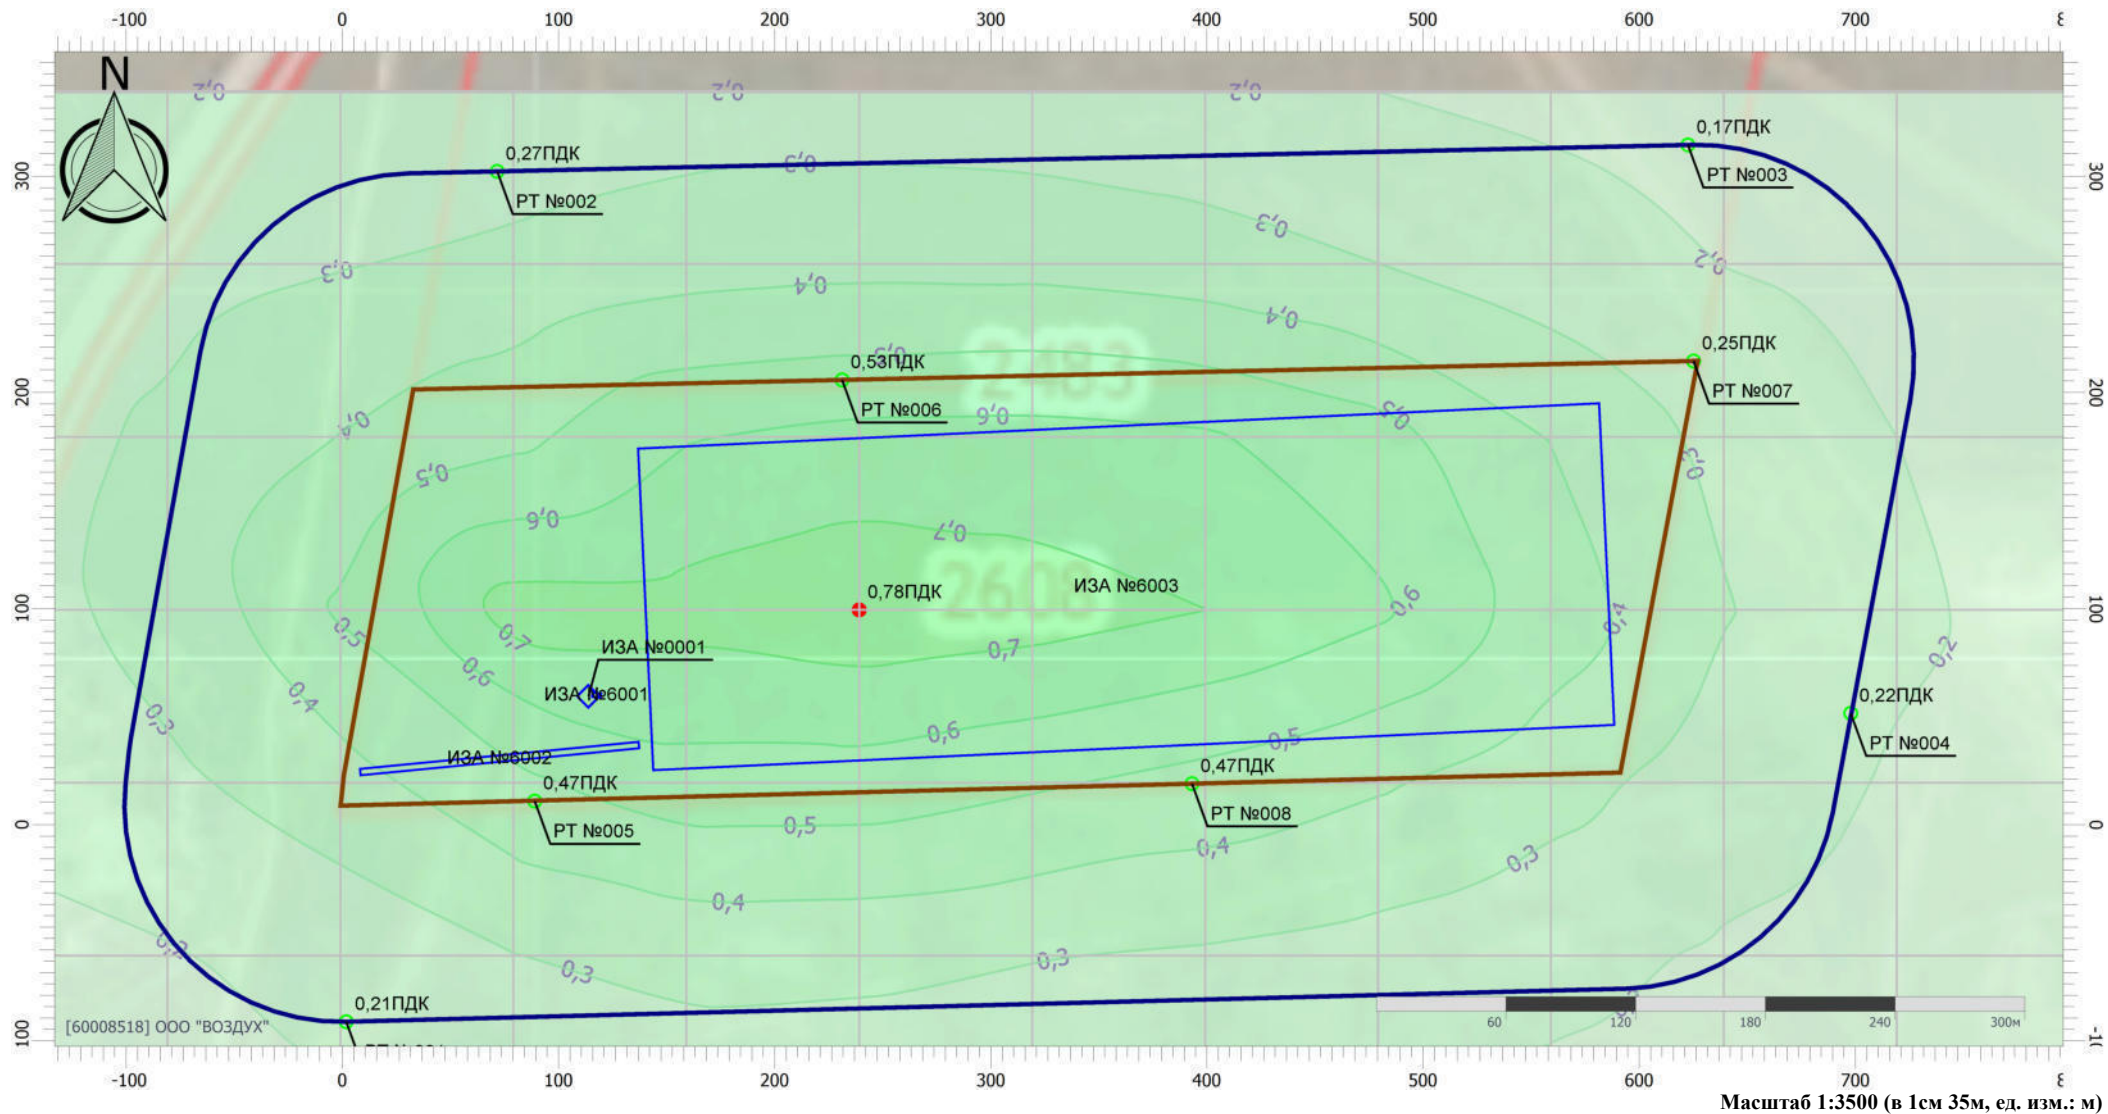 -100 0 100 200 300 400 500 600 700
N
0,2 0,2 0,2
0,17ПДК
РТ №003
0,27ПДК
РТ №002
300 300
0,3
0,3
0,3
0,2
0,4
0,4
2483
0,25ПДК
РТ №007
0,53ПДК
РТ №006
200 200
0,4
0,6
0,3
0,5
0,3
0,6
0,7
2608
ИЗА №6003
0,78ПДК
100 100
0,6
0,4
0,5
0,7
0,7
0,2
ИЗА №0001
0,6
ИЗА №6001
0,4
0,3
0,22ПДК
РТ №004
0,6
0,5
ИЗА №6002
0,47ПДК
РТ №005
0,47ПДК
РТ №008
0 0
0,5
0,4
0,3
0,4
0,3
0,3
0,21ПДК
[60008518] ООО "ВОЗДУХ"
60 120 180 240 300м
100
-100 0 100 200 300 400 500 600 700
Масштаб 1:3500 (в 1см 35м, ед. изм.: м)